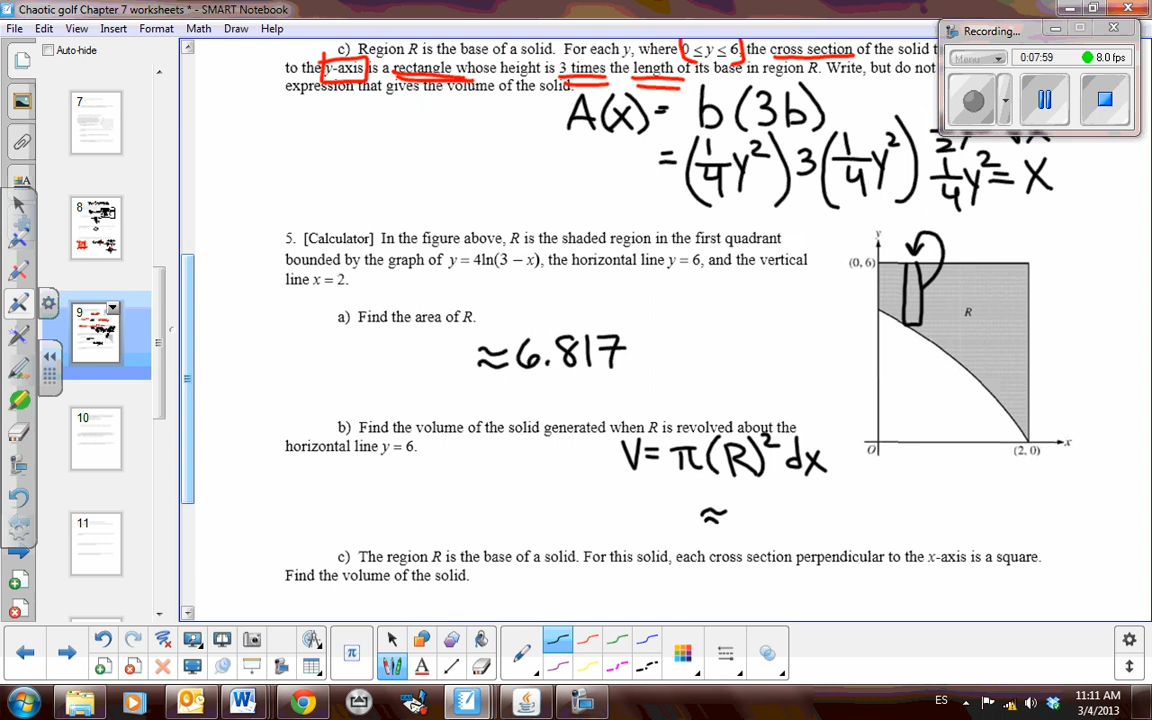 Chaotic golf Chapter 7 worksheets * - SMART Notebook
File Edit View Insert Format Math Draw Help
Auto-hide
Recording...
Menu
0:07:59 8.0 fps
7
8
9
10
11
c) Region R is the base of a solid. For each y, where 0 ≤ y ≤ 6, the cross section of the solid t
to the y-axis is a rectangle whose height is 3 times the length of its base in region R. Write, but do not
expression that gives the volume of the solid.
A(x) = b(3b)
= (1/4 y²) 3 (1/4 y²) 1/4 y² = x
5. [Calculator] In the figure above, R is the shaded region in the first quadrant
bounded by the graph of y = 4ln(3 − x), the horizontal line y = 6, and the vertical
line x = 2.
a) Find the area of R.
≈ 6.817
b) Find the volume of the solid generated when R is revolved about the
horizontal line y = 6.
V = π(R)² dx
≈
y
(0, 6)
R
O
x
(2, 0)
c) The region R is the base of a solid. For this solid, each cross section perpendicular to the x-axis is a square.
Find the volume of the solid.
π
A
ES
11:11 AM
3/4/2013